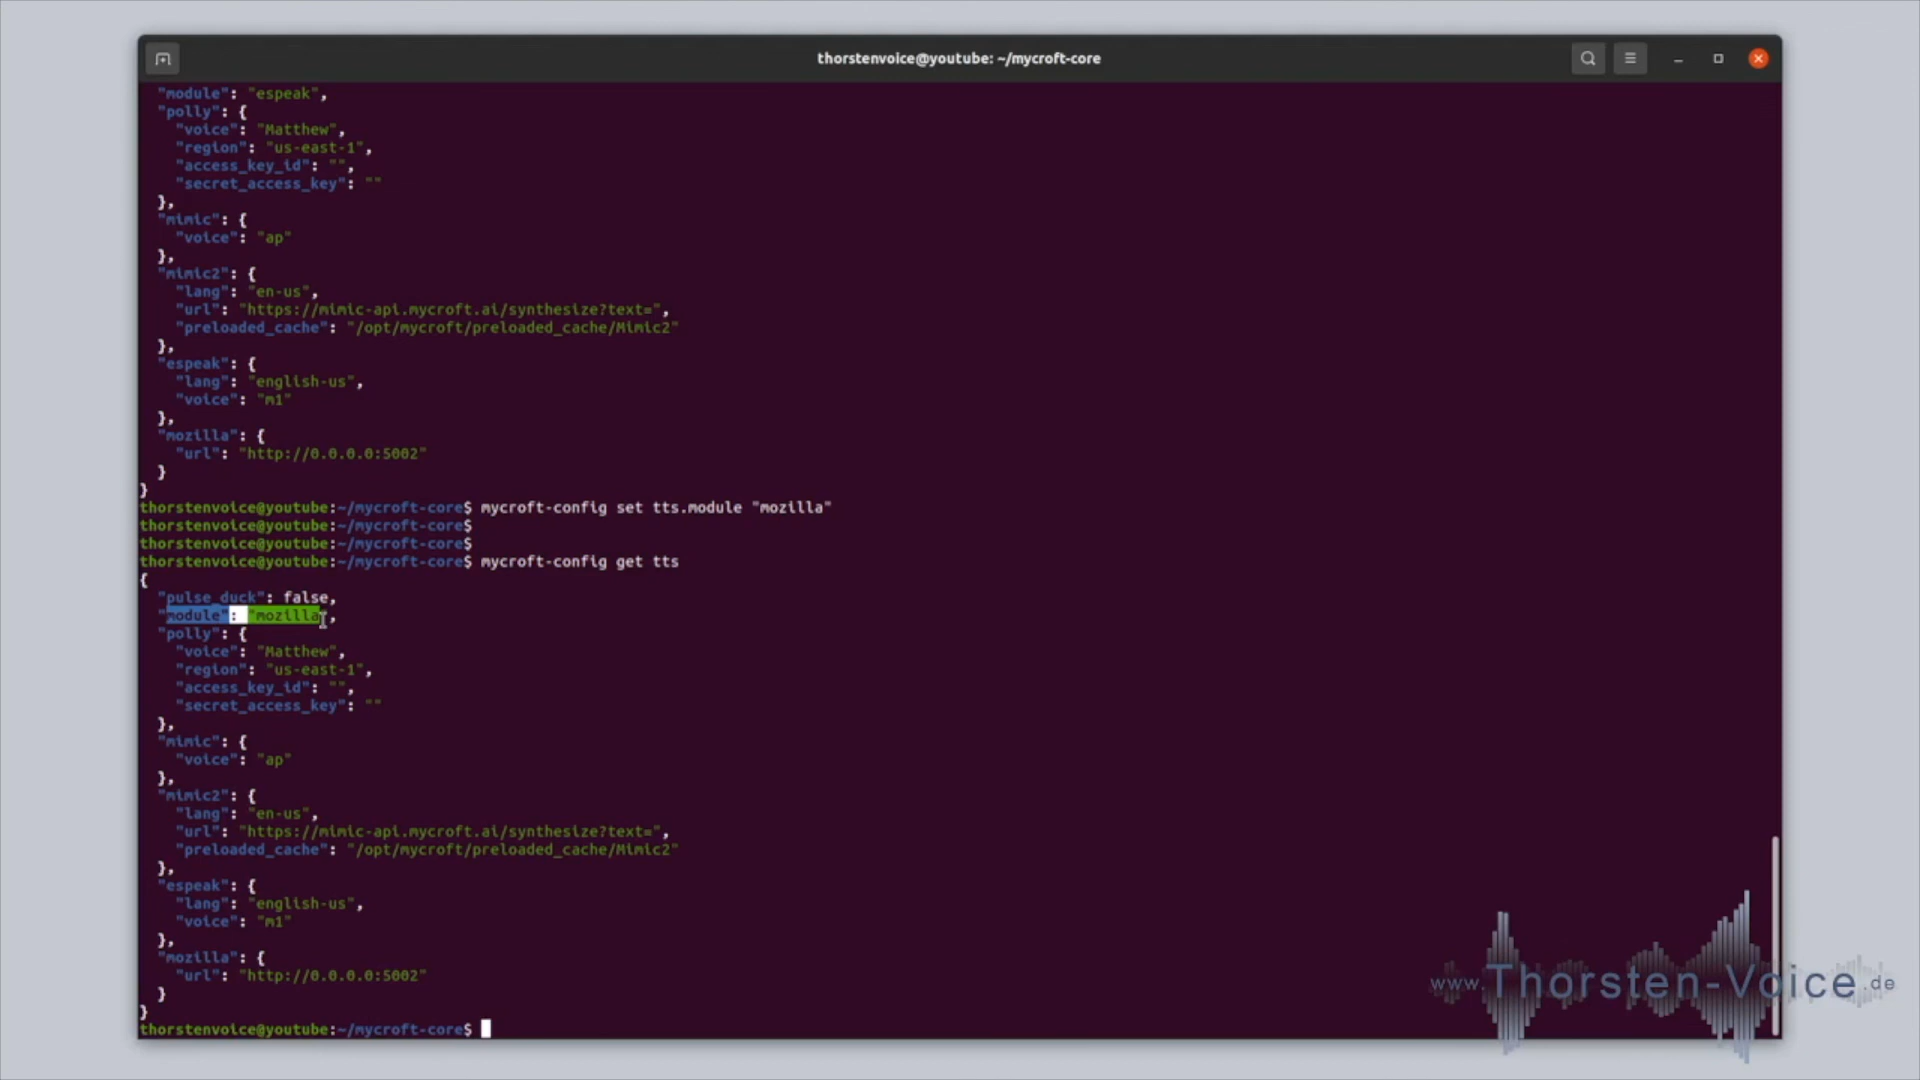 thorstenvoice@youtube: ~/mycroft-core
"module": "espeak",
"polly": {
"voice": "Matthew",
"region": "us-east-1",
"access_key_id": "",
"secret_access_key": ""
},
"mimic": {
"voice": "ap"
},
"mimic2": {
"lang": "en-us",
"url": "https://mimic-api.mycroft.ai/synthesize?text=",
"preloaded_cache": "/opt/mycroft/preloaded_cache/Mimic2"
},
"espeak": {
"lang": "english-us",
"voice": "m1"
},
"mozilla": {
"url": "http://0.0.0.0:5002"
}
}
thorstenvoice@youtube:~/mycroft-core$ mycroft-config set tts.module "mozilla"
thorstenvoice@youtube:~/mycroft-core$
thorstenvoice@youtube:~/mycroft-core$
thorstenvoice@youtube:~/mycroft-core$ mycroft-config get tts
{
"pulse_duck": false,
"module": "mozilla",
"polly": {
"voice": "Matthew",
"region": "us-east-1",
"access_key_id": "",
"secret_access_key": ""
},
"mimic": {
"voice": "ap"
},
"mimic2": {
"lang": "en-us",
"url": "https://mimic-api.mycroft.ai/synthesize?text=",
"preloaded_cache": "/opt/mycroft/preloaded_cache/Mimic2"
},
"espeak": {
"lang": "english-us",
"voice": "m1"
},
"mozilla": {
"url": "http://0.0.0.0:5002"
}
}
thorstenvoice@youtube:~/mycroft-core$
www.Thorsten-Voice.de